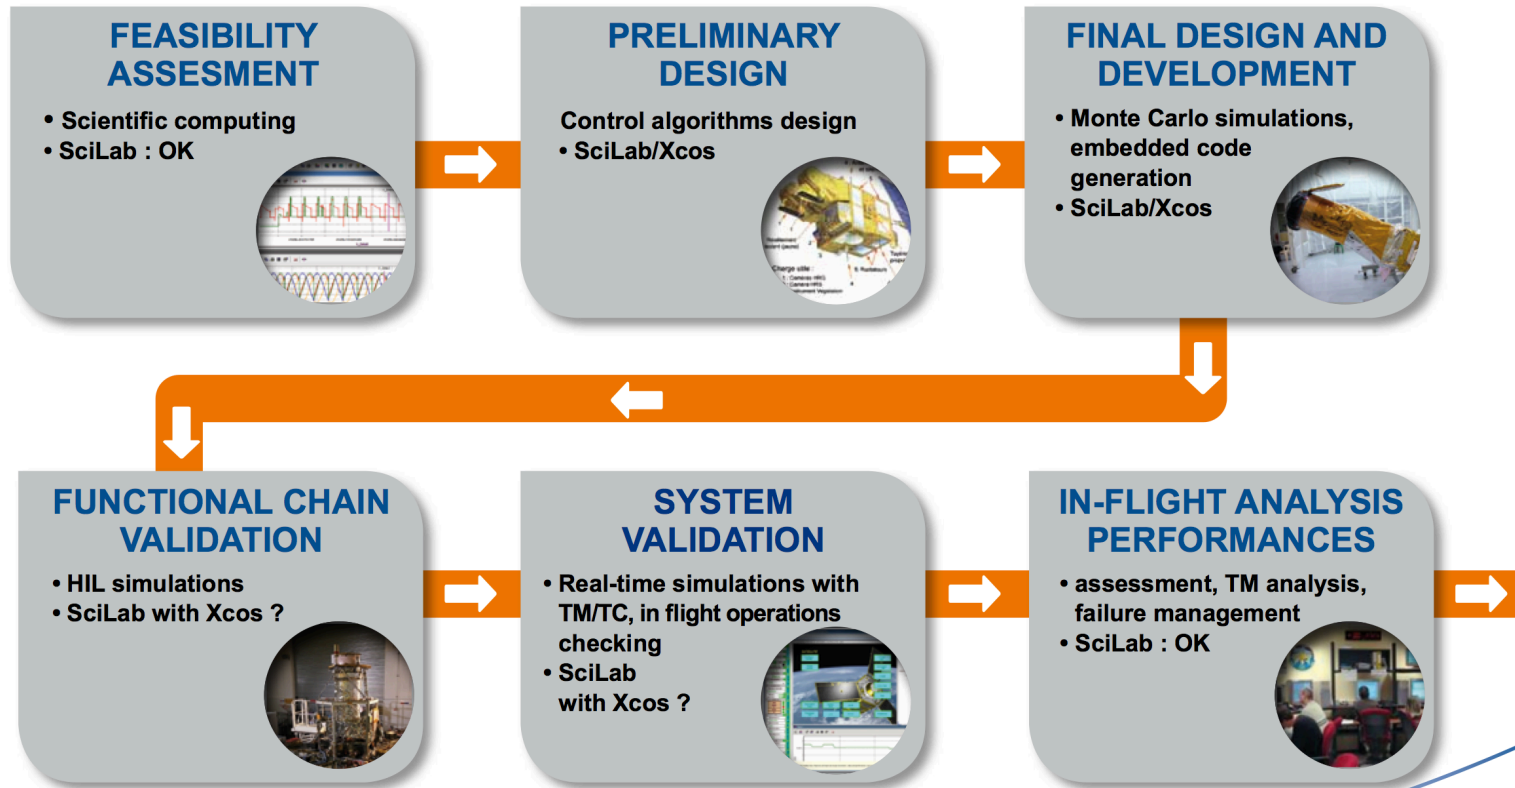 FEASIBILITY
ASSESMENT
• Scientific computing
• SciLab : OK
PRELIMINARY
DESIGN
Control algorithms design
• SciLab/Xcos
Charge utile :
FINAL DESIGN AND
DEVELOPMENT
• Monte Carlo simulations,
embedded code
generation
• SciLab/Xcos
FUNCTIONAL CHAIN
VALIDATION
• HIL simulations
• SciLab with Xcos ?
SYSTEM
VALIDATION
• Real-time simulations with
TM/TC, in flight operations
checking
• SciLab
with Xcos ?
IN-FLIGHT ANALYSIS
PERFORMANCES
• assessment, TM analysis,
failure management
• SciLab : OK